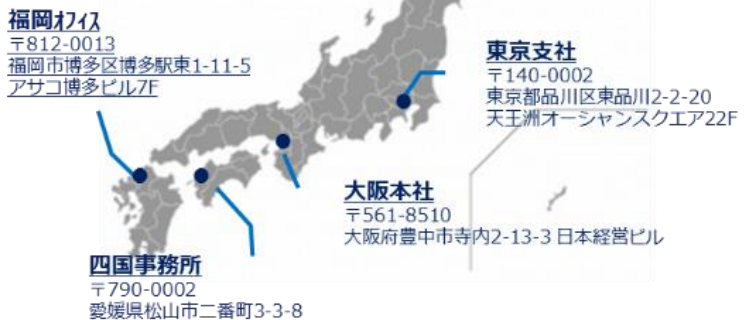 福岡ｵﾌｨｽ
〒812-0013
福岡市博多区博多駅東1-11-5
アサコ博多ビル7F
東京支社
〒140-0002
東京都品川区東品川2-2-20
天王洲オーシャンスクエア22F
大阪本社
〒561-8510
大阪府豊中市寺内2-13-3 日本経営ビル
四国事務所
〒790-0002
愛媛県松山市二番町3-3-8